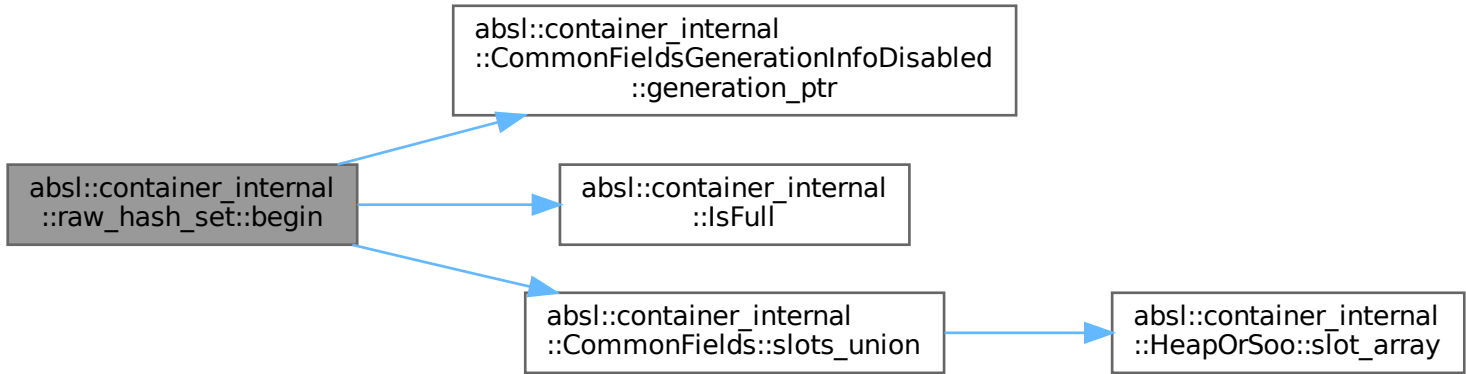 absl::container_internal
::CommonFieldsGenerationInfoDisabled
::generation_ptr
absl::container_internal
::raw_hash_set::begin
absl::container_internal
::IsFull
absl::container_internal
::CommonFields::slots_union
absl::container_internal
::HeapOrSoo::slot_array